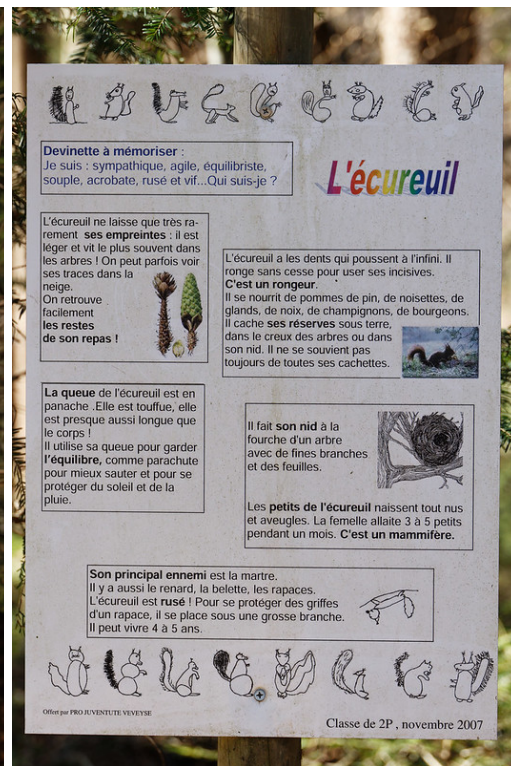 Devinette à mémoriser :
Je suis : sympathique, agile, équilibriste,
souple, acrobate, rusé et vif...Qui suis-je ?
L'écureuil
L'écureuil ne laisse que très ra-
rement ses empreintes : il est
léger et vit le plus souvent dans
les arbres ! On peut parfois voir
ses traces dans la
neige.
On retrouve
facilement
les restes
de son repas !
L'écureuil a les dents qui poussent à l'infini. Il
ronge sans cesse pour user ses incisives.
C'est un rongeur.
Il se nourrit de pommes de pin, de noisettes, de
glands, de noix, de champignons, de bourgeons.
Il cache ses réserves sous terre,
dans le creux des arbres ou dans
son nid. Il ne se souvient pas
toujours de toutes ses cachettes.
La queue de l'écureuil est en
panache .Elle est touffue, elle
est presque aussi longue que
le corps !
Il utilise sa queue pour garder
l'équilibre, comme parachute
pour mieux sauter et pour se
protéger du soleil et de la
pluie.
Il fait son nid à la
fourche d'un arbre
avec de fines branches
et des feuilles.
Les petits de l'écureuil naissent tout nus
et aveugles. La femelle allaite 3 à 5 petits
pendant un mois. C'est un mammifère.
Son principal ennemi est la martre.
Il y a aussi le renard, la belette, les rapaces.
L'écureuil est rusé ! Pour se protéger des griffes
d'un rapace, il se place sous une grosse branche.
Il peut vivre 4 à 5 ans.
Offert par PRO JUVENTUTE VEVEYSE
Classe de 2P , novembre 2007